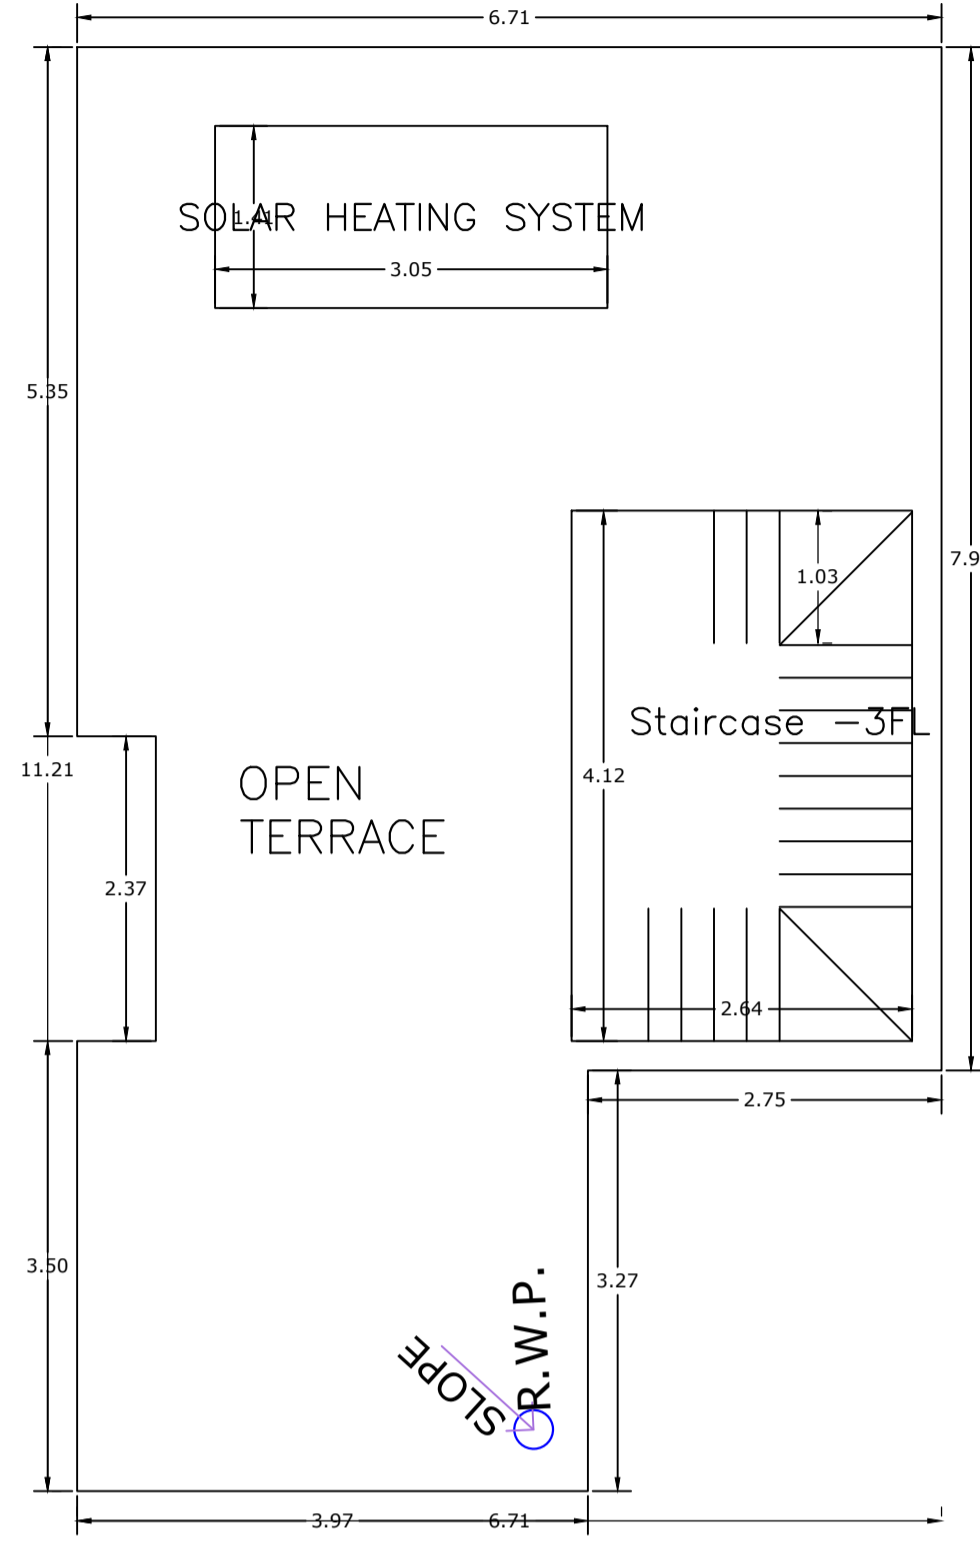 6.71
SOLAR HEATING SYSTEM
1.41
3.05
5.35
7.9
1.03
Staircase -3FL
11.21
OPEN
TERRACE
4.12
2.37
2.64
2.75
3.50
3.27
R.W.P.
SLOPE
3.97
6.71